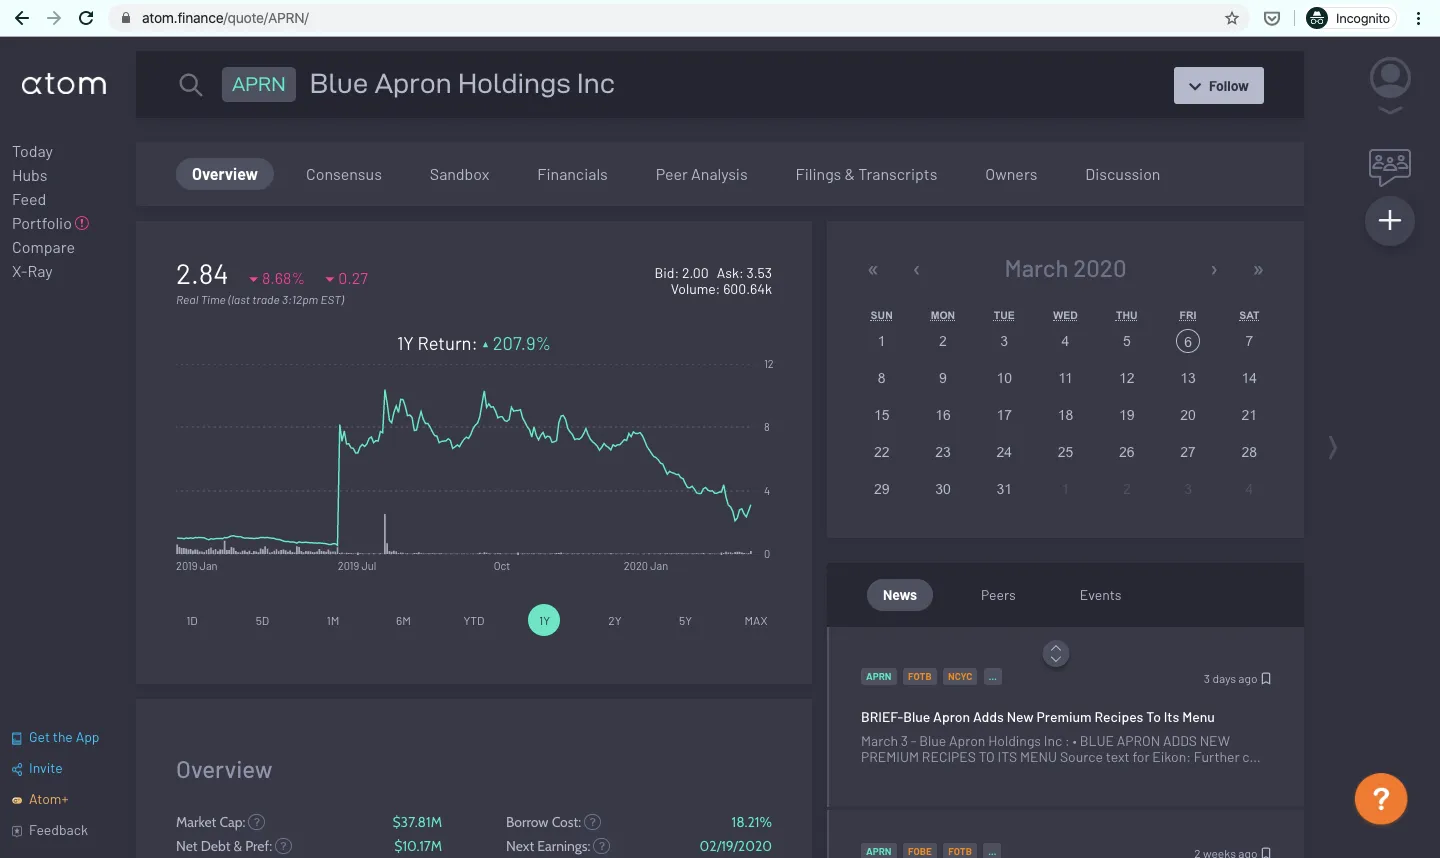 atom.finance/quote/APRN/
Incognito
atom
APRN Blue Apron Holdings Inc
Follow
Today
Hubs
Feed
Portfolio
Compare
X-Ray
Overview Consensus Sandbox Financials Peer Analysis Filings & Transcripts Owners Discussion
2.84 8.68% 0.27
Real Time (last trade 3:12pm EST)
Bid: 2.00 Ask: 3.53
Volume: 600.64k
1Y Return: 207.9%
12
8
4
0
2019 Jan 2019 Jul Oct 2020 Jan
1D 5D 1M 6M YTD 1Y 2Y 5Y MAX
« ‹ March 2020 › »
SUN MON TUE WED THU FRI SAT
1 2 3 4 5 6 7
8 9 10 11 12 13 14
15 16 17 18 19 20 21
22 23 24 25 26 27 28
29 30 31 1 2 3 4
News Peers Events
APRN FOTB NCYC ...
3 days ago
BRIEF-Blue Apron Adds New Premium Recipes To Its Menu
March 3 - Blue Apron Holdings Inc : • BLUE APRON ADDS NEW
PREMIUM RECIPES TO ITS MENU Source text for Eikon: Further c...
APRN FOBE FOTB ...
2 weeks ago
Overview
Market Cap: ? $37.81M
Net Debt & Pref: ? $10.17M
Borrow Cost: ? 18.21%
Next Earnings: ? 02/19/2020
Get the App
Invite
Atom+
Feedback
?